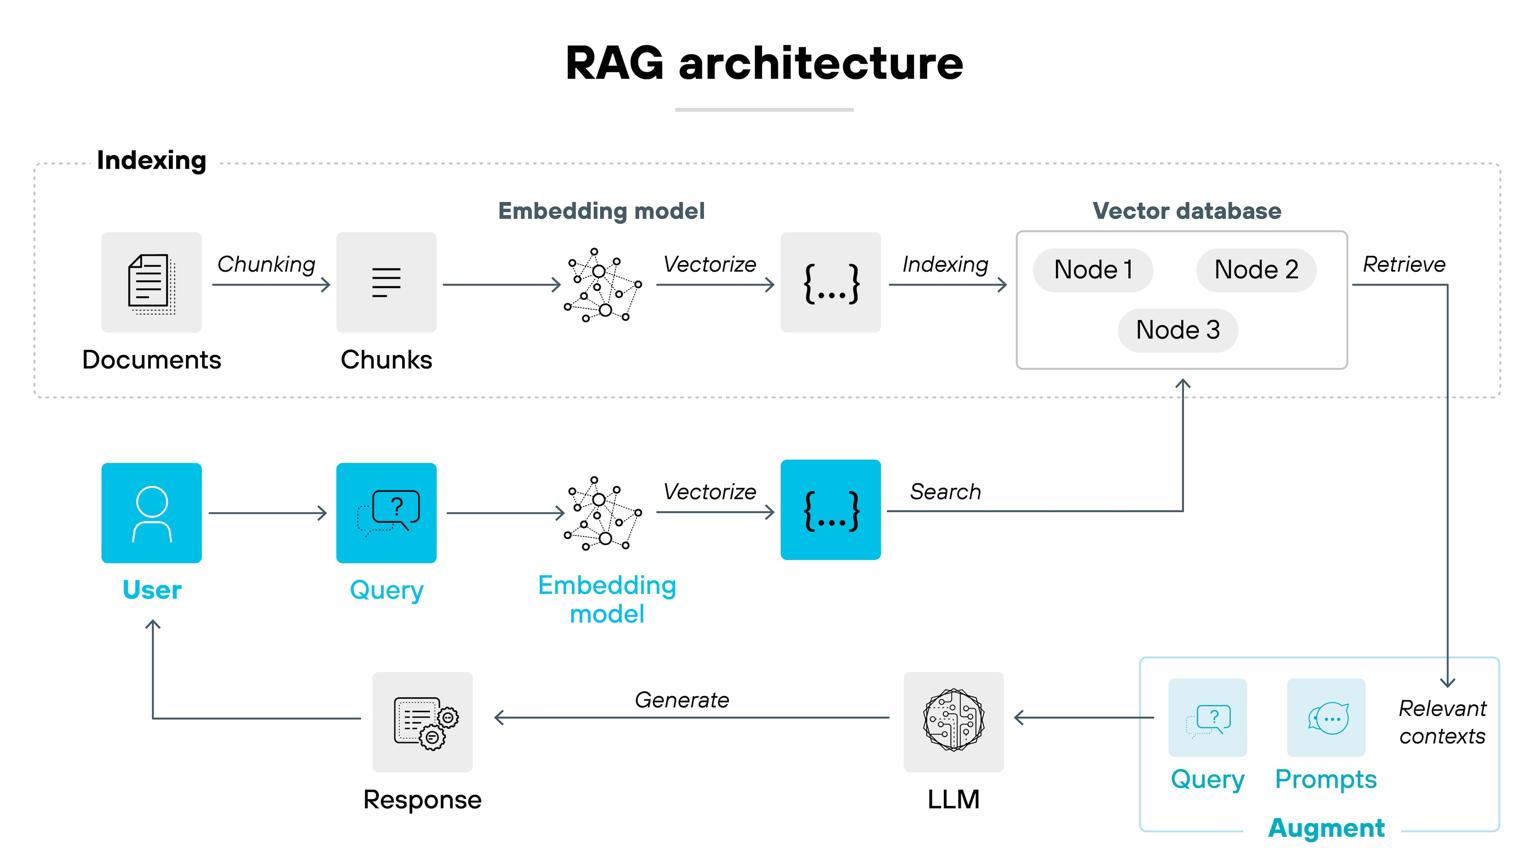 RAG architecture
Indexing
Embedding model
Vector database
Chunking
Vectorize
{...}
Indexing
Node 1
Node 2
Node 3
Retrieve
Documents
Chunks
?
Vectorize
{...}
Search
User
Query
Embedding
model
Generate
?
Relevant
contexts
Query
Prompts
Response
LLM
Augment